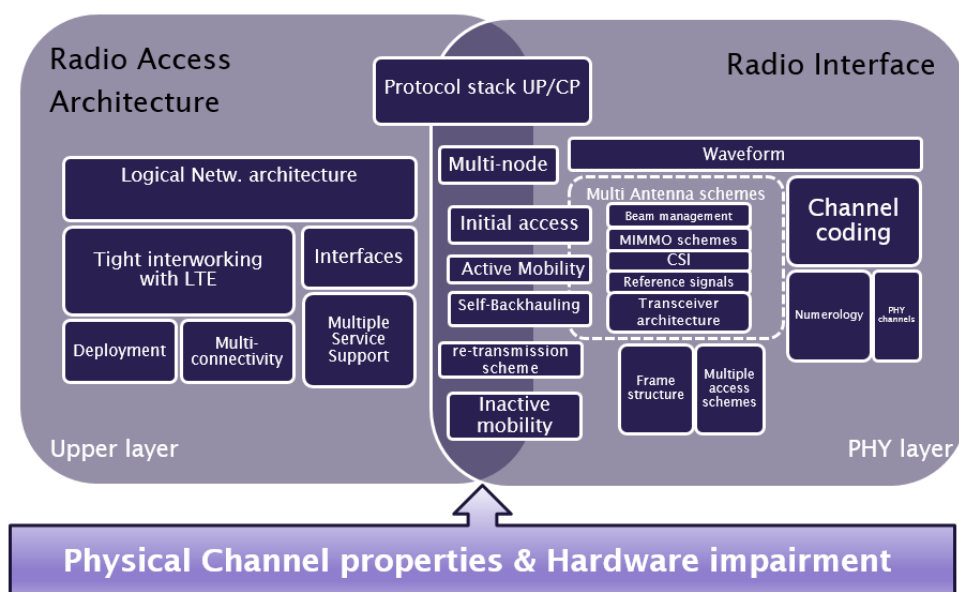 Radio Access
Architecture
Radio Interface
Protocol stack UP/CP
Logical Netw. architecture
Tight interworking
with LTE
Interfaces
Deployment
Multi-
connectivity
Multiple
Service
Support
Upper layer
Multi-node
Initial access
Active Mobility
Self-Backhauling
re-transmission
scheme
Inactive
mobility
Waveform
Multi Antenna schemes
Beam management
MIMMO schemes
CSI
Reference signals
Transceiver
architecture
Channel
coding
Numerology
PHY
channels
Frame
structure
Multiple
access
schemes
PHY layer
Physical Channel properties & Hardware impairment